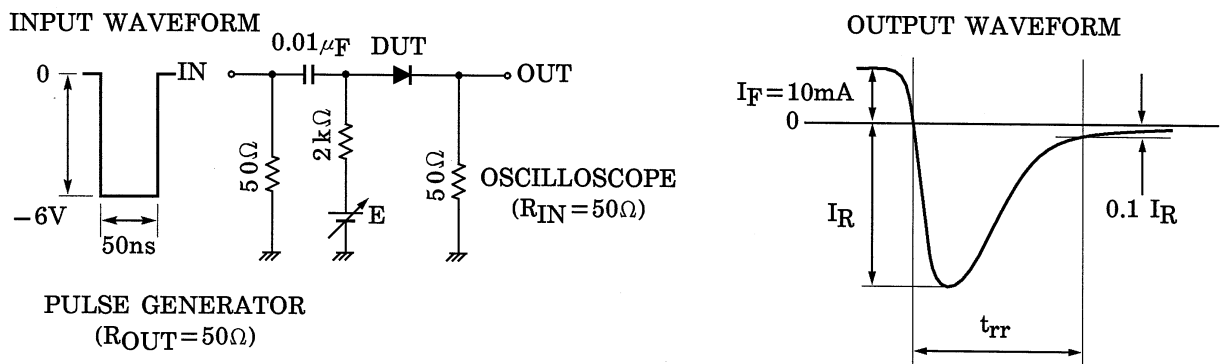 INPUT WAVEFORM
0
−6V
50ns
IN
0.01μF
DUT
OUT
50Ω
2kΩ
E
50Ω
OSCILLOSCOPE
(RIN=50Ω)
PULSE GENERATOR
(ROUT=50Ω)
OUTPUT WAVEFORM
IF=10mA
0
IR
0.1 IR
trr